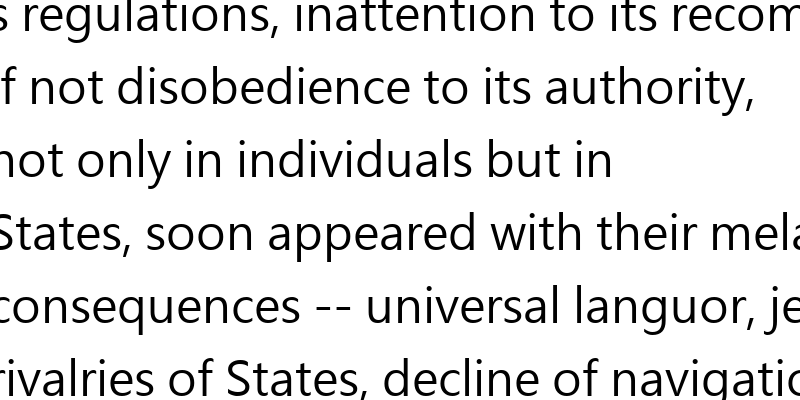 s regulations, inattention to its recom
f not disobedience to its authority,
not only in individuals but in
States, soon appeared with their mela
consequences -- universal languor, je
rivalries of States, decline of navigatio